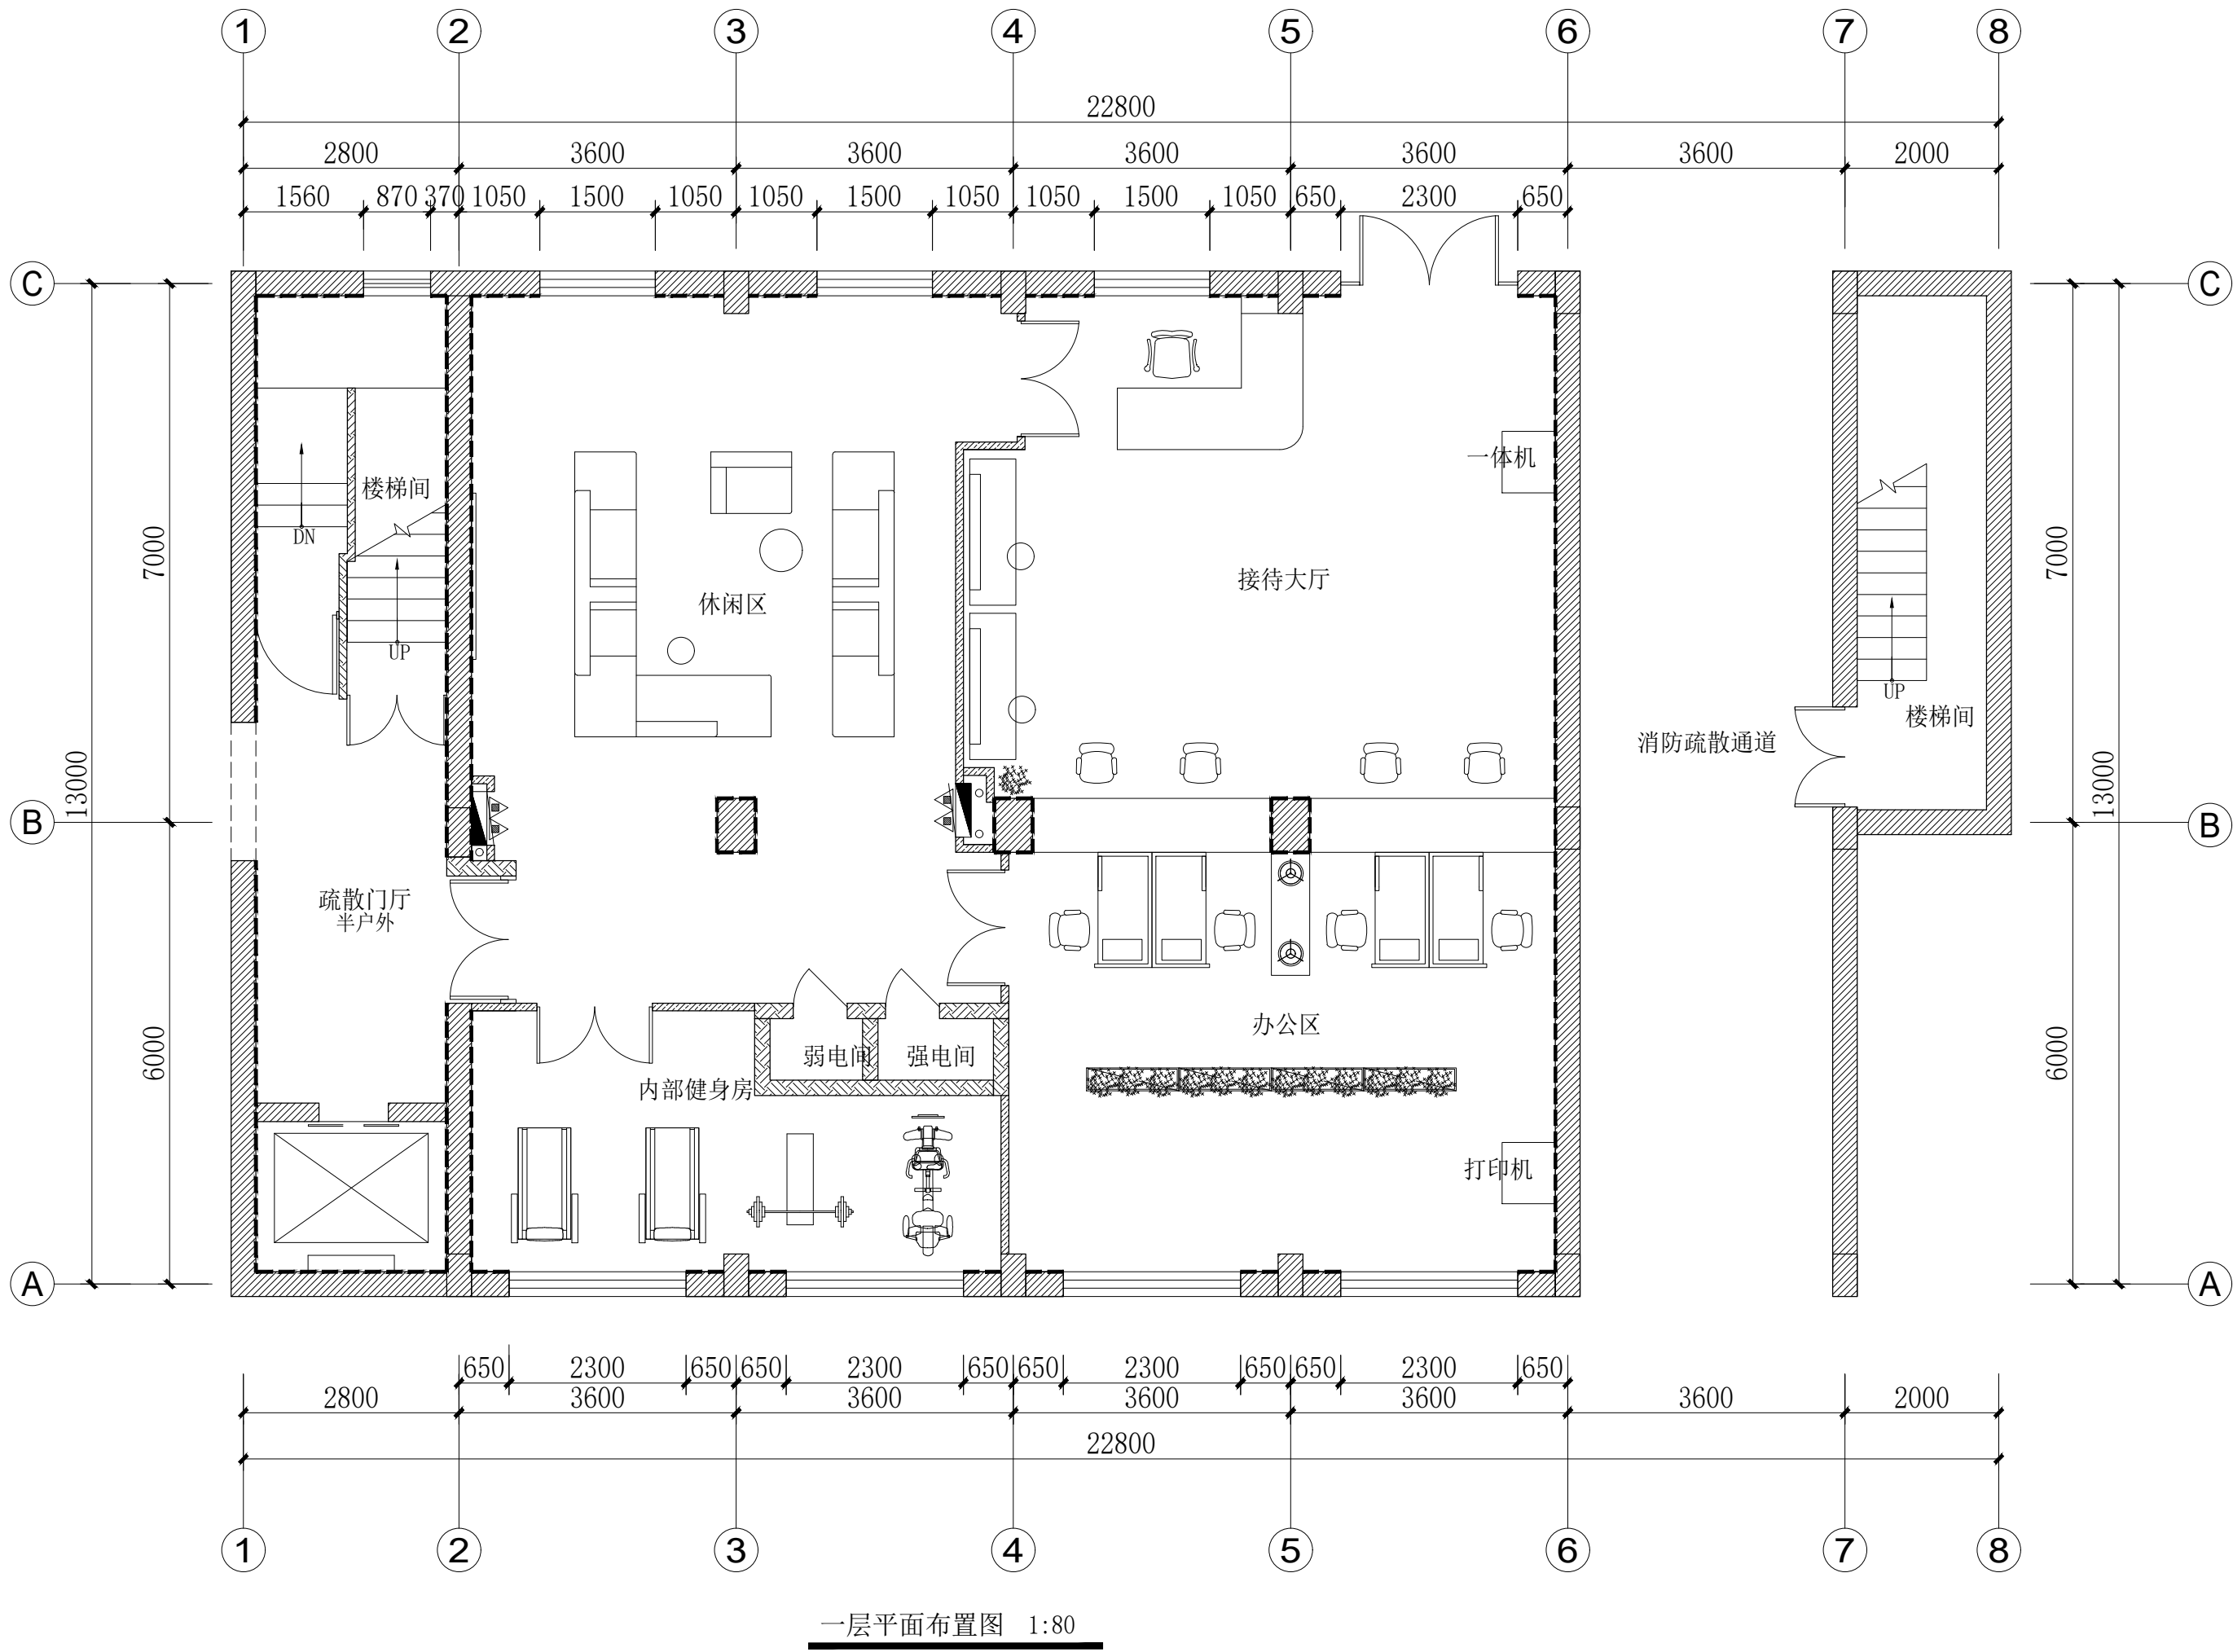 1 2 3 4 5 6 7 8
22800
2800 3600 3600 3600 3600 3600 2000
1560 870 370 1050 1500 1050 1050 1500 1050 1050 1500 1050 650 2300 650
C C
一体机
楼梯间
DN
7000 7000
接待大厅
休闲区
UP
UP
楼梯间
消防疏散通道
13000 13000
B B
疏散门厅
半户外
办公区
6000 6000
弱电间 强电间
内部健身房
打印机
A A
650 2300 650 650 2300 650 650 2300 650 650 2300 650
2800 3600 3600 3600 3600 3600 2000
22800
1 2 3 4 5 6 7 8
一层平面布置图 1:80